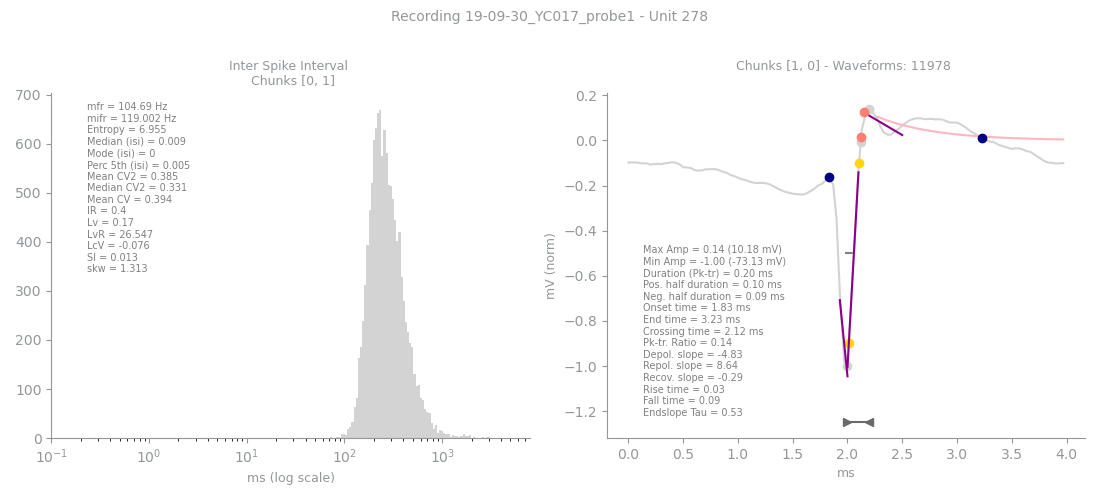 Recording 19-09-30_YC017_probe1 - Unit 278
Inter Spike Interval
Chunks [0, 1]
700
600
500
400
300
200
100
0
mfr = 104.69 Hz
mifr = 119.002 Hz
Entropy = 6.955
Median (isi) = 0.009
Mode (isi) = 0
Perc 5th (isi) = 0.005
Mean CV2 = 0.385
Median CV2 = 0.331
Mean CV = 0.394
IR = 0.4
Lv = 0.17
LvR = 26.547
LcV = -0.076
SI = 0.013
skw = 1.313
10⁻¹ 10⁰ 10¹ 10² 10³
ms (log scale)
Chunks [1, 0] - Waveforms: 11978
mV (norm)
0.2
0.0
−0.2
−0.4
−0.6
−0.8
−1.0
−1.2
Max Amp = 0.14 (10.18 mV)
Min Amp = -1.00 (-73.13 mV)
Duration (Pk-tr) = 0.20 ms
Pos. half duration = 0.10 ms
Neg. half duration = 0.09 ms
Onset time = 1.83 ms
End time = 3.23 ms
Crossing time = 2.12 ms
Pk-tr. Ratio = 0.14
Depol. slope = -4.83
Repol. slope = 8.64
Recov. slope = -0.29
Rise time = 0.03
Fall time = 0.09
Endslope Tau = 0.53
0.0 0.5 1.0 1.5 2.0 2.5 3.0 3.5 4.0
ms